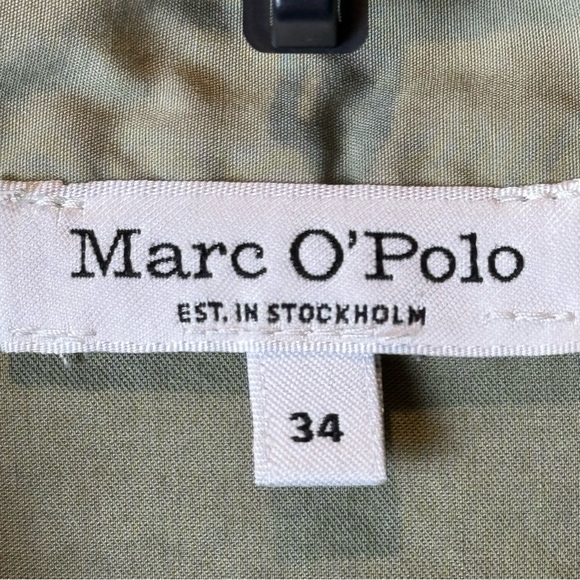 Marc O'Polo
EST. IN STOCKHOLM
34